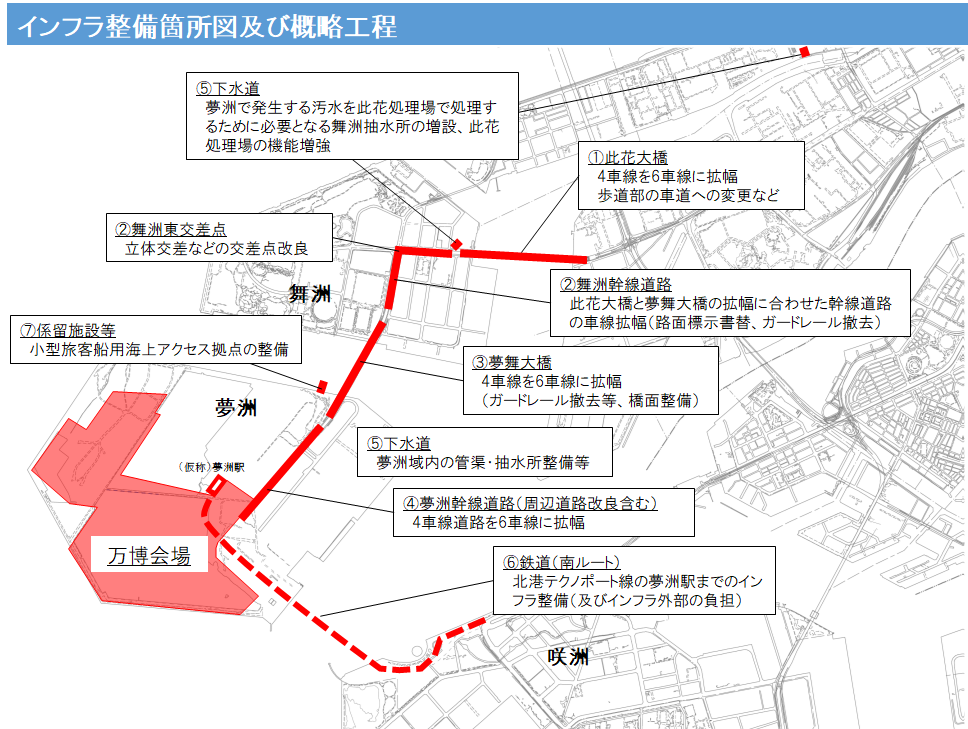 インフラ整備箇所図及び概略工程
⑤下水道
夢洲で発生する汚水を此花処理場で処理す
るために必要となる舞洲抽水所の増設、此花
処理場の機能増強
①此花大橋
4車線を6車線に拡幅
歩道部の車道への変更など
②舞洲東交差点
立体交差などの交差点改良
②舞洲幹線道路
此花大橋と夢舞大橋の拡幅に合わせた幹線道路
の車線拡幅（路面標示書替、ガードレール撤去）
舞洲
⑦係留施設等
小型旅客船用海上アクセス拠点の整備
③夢舞大橋
4車線を6車線に拡幅
（ガードレール撤去等、橋面整備）
夢洲
⑤下水道
夢洲域内の管渠・抽水所整備等
（仮称）夢洲駅
④夢洲幹線道路（周辺道路改良含む）
4車線道路を6車線に拡幅
万博会場
⑥鉄道（南ルート）
北港テクノポート線の夢洲駅までのイン
フラ整備（及びインフラ外部の負担）
咲洲